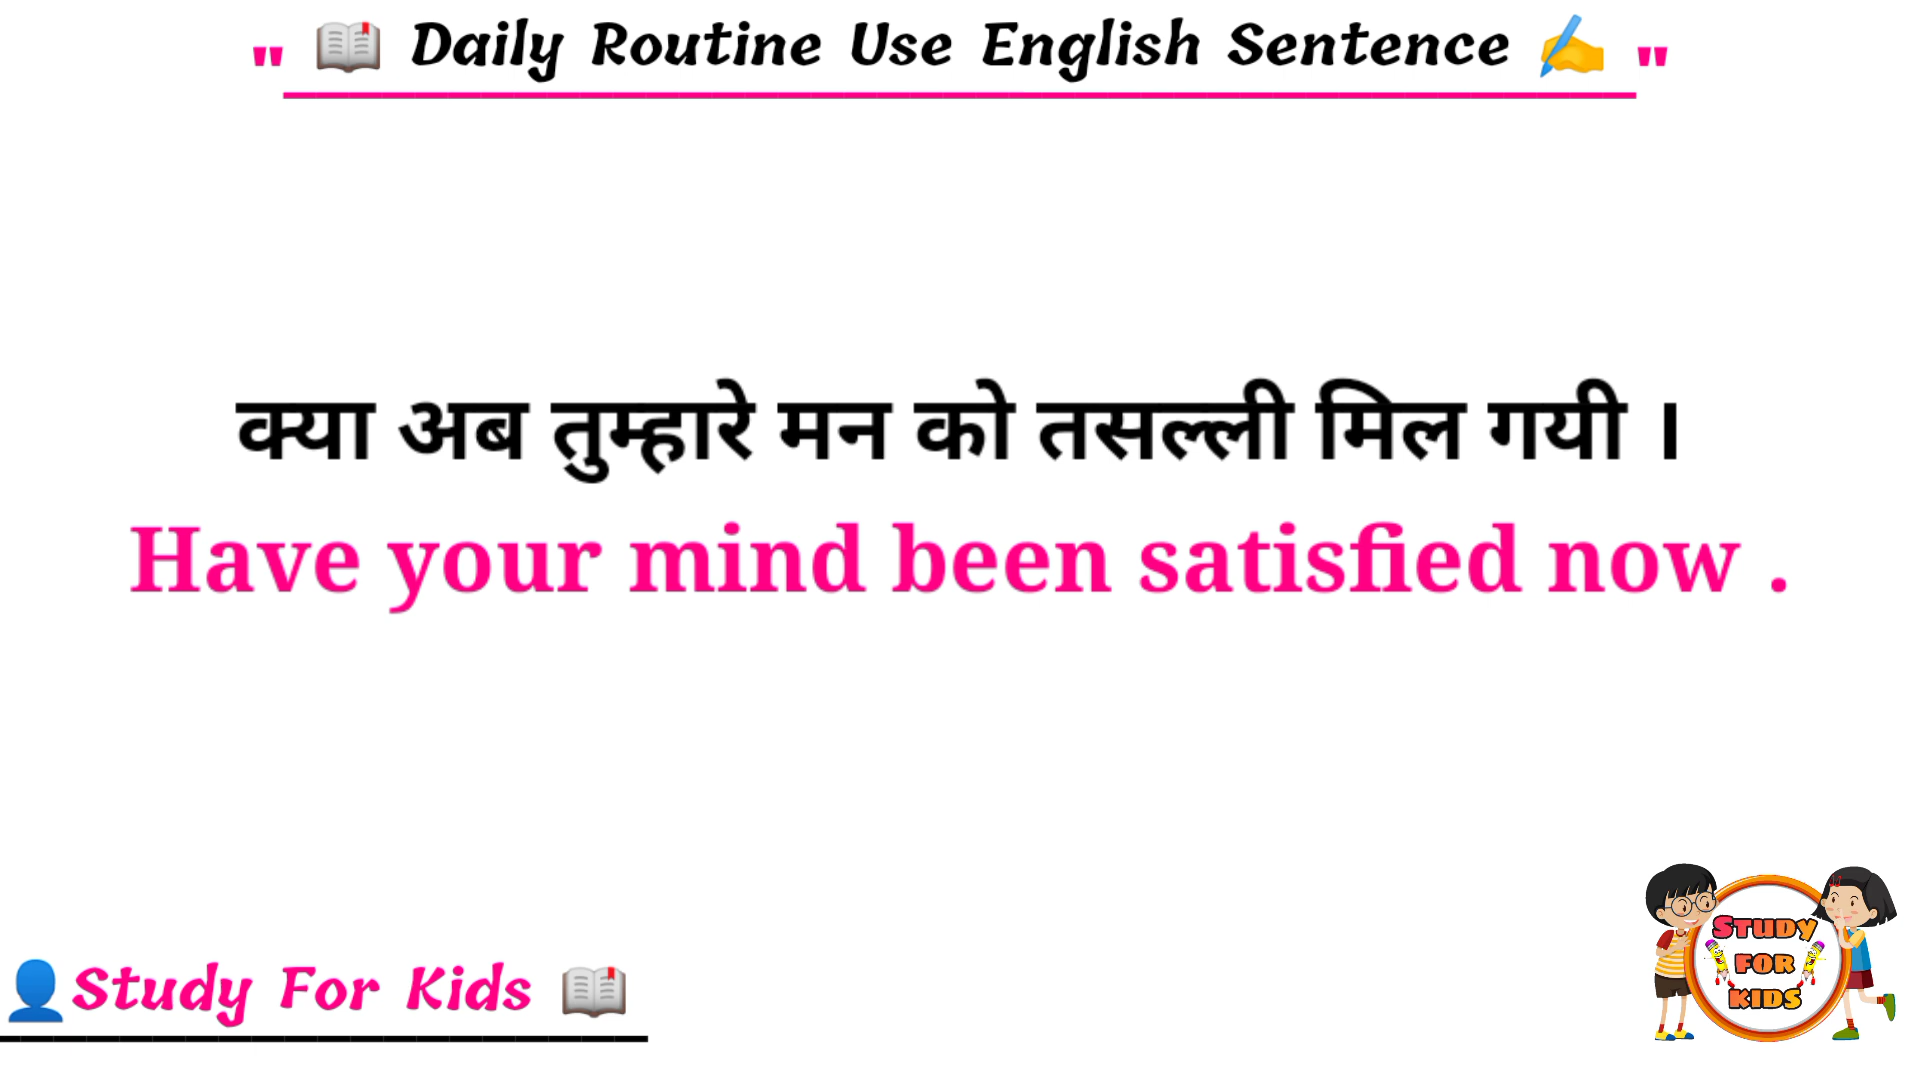 " 📖 Daily Routine Use English Sentence ✍️ "
क्या अब तुम्हारे मन को तसल्ली मिल गयी ।
Have your mind been satisfied now .
👤Study For Kids 📖
STUDY
FOR
KIDS